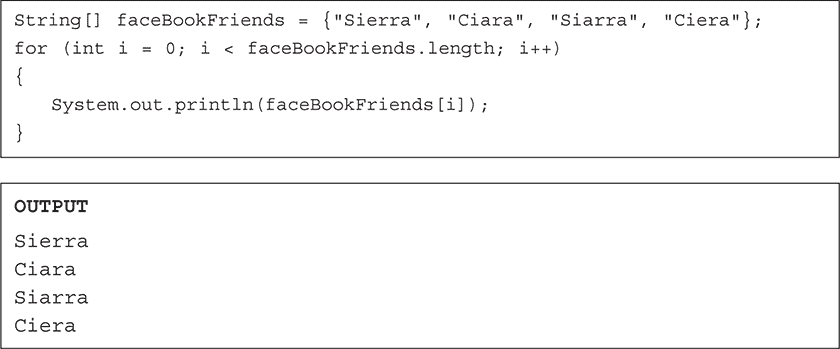 String[] faceBookFriends = {"Sierra", "Ciara", "Siarra", "Ciera"};
for (int i = 0; i < faceBookFriends.length; i++)
{
    System.out.println(faceBookFriends[i]);
}
OUTPUT
Sierra
Ciara
Siarra
Ciera